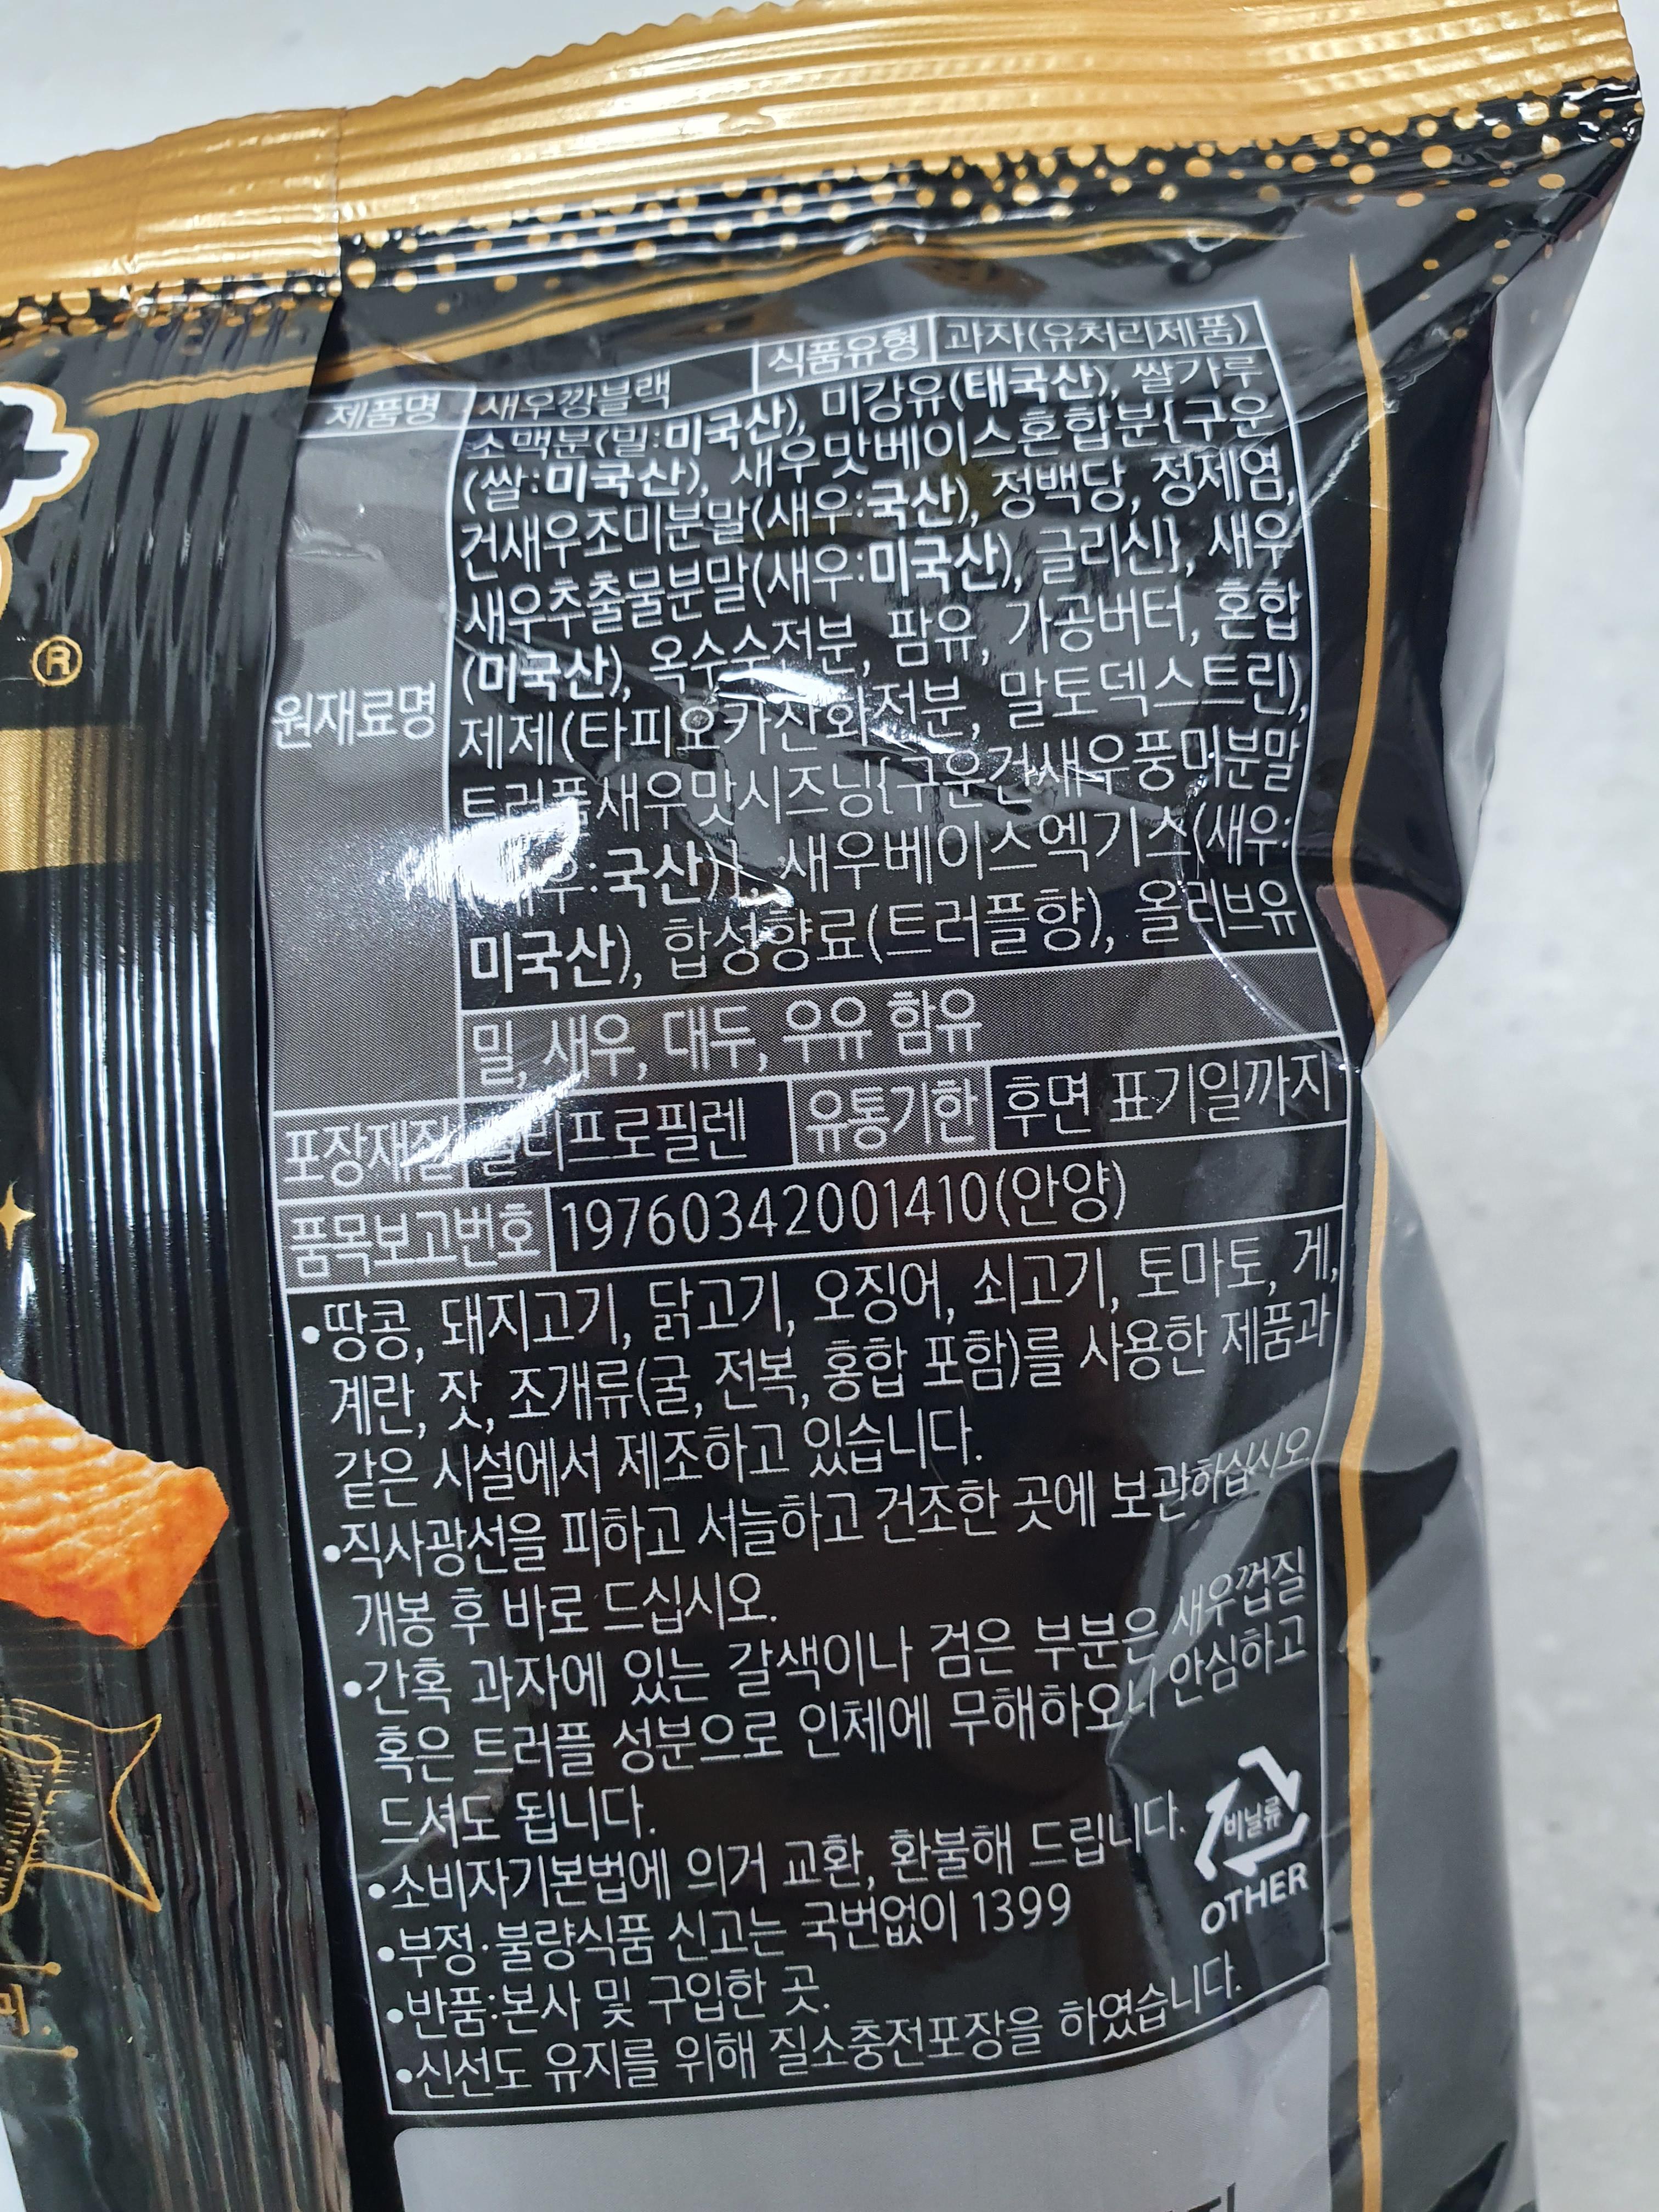 ®
제품명 새우깡블랙 식품유형 과자(유처리제품)
원재료명
소맥분(밀:미국산), 미강유(태국산), 쌀가루
(쌀:미국산), 새우맛베이스혼합분{구운
건새우조미분말(새우:국산), 정백당, 정제염,
새우추출물분말(새우:미국산), 글리신}, 새우
(미국산), 옥수수전분, 팜유, 가공버터, 혼합
제제(타피오카산화전분, 말토덱스트린),
트러플새우맛시즈닝{구운건새우풍미분말
국산)}, 새우베이스엑기스(새우:
미국산), 합성향료(트러플향), 올리브유
밀, 새우, 대두, 우유 함유
포장재질 폴리프로필렌 유통기한 후면 표기일까지
품목보고번호 19760342001410(안양)
•땅콩, 돼지고기, 닭고기, 오징어, 쇠고기, 토마토, 게,
계란, 잣, 조개류(굴, 전복, 홍합 포함)를 사용한 제품과
같은 시설에서 제조하고 있습니다.
•직사광선을 피하고 서늘하고 건조한 곳에 보관하십시오.
개봉 후 바로 드십시오.
•간혹 과자에 있는 갈색이나 검은 부분은 새우껍질
혹은 트러플 성분으로 인체에 무해하오니 안심하고
드셔도 됩니다.
•소비자기본법에 의거 교환, 환불해 드립니다.
•부정·불량식품 신고는 국번없이 1399
•반품:본사 및 구입한 곳.
•신선도 유지를 위해 질소충전포장을 하였습니다.
비닐류
OTHER